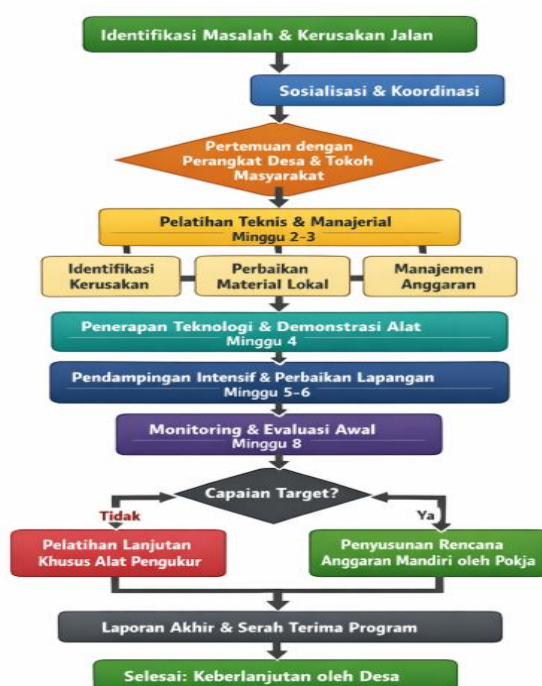 Identifikasi Masalah & Kerusakan Jalan
Sosialisasi & Koordinasi
Pertemuan dengan
Perangkat Desa & Tokoh
Masyarakat
Pelatihan Teknis & Manajerial
Minggu 2–3
Identifikasi
Kerusakan
Perbaikan
Material Lokal
Manajemen
Anggaran
Penerapan Teknologi & Demonstrasi Alat
Minggu 4
Pendampingan Intensif & Perbaikan Lapangan
Minggu 5–6
Monitoring & Evaluasi Awal
Minggu 8
Capaian Target?
Tidak
Ya
Pelatihan Lanjutan
Khusus Alat Pengukur
Penyusunan Rencana
Anggaran Mandiri oleh Pokja
Laporan Akhir & Serah Terima Program
Selesai: Keberlanjutan oleh Desa